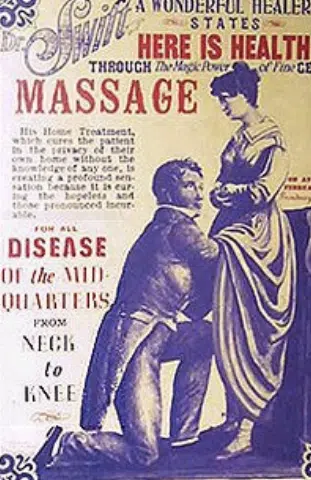 A WONDERFUL HEALER
Dr. Swift
STATES
HERE IS HEALTH
THROUGH The Magic Power of Fine
MASSAGE
His Home Treatment,
which cures the patient
in the privacy of their
own home without the
knowledge of any one, is
creating a profound sen-
sation because it is cur-
ing the hopeless and
those pronounced incur-
able.
FOR ALL
DISEASE
OF the MID-
QUARTERS
FROM
NECK
to
KNEE